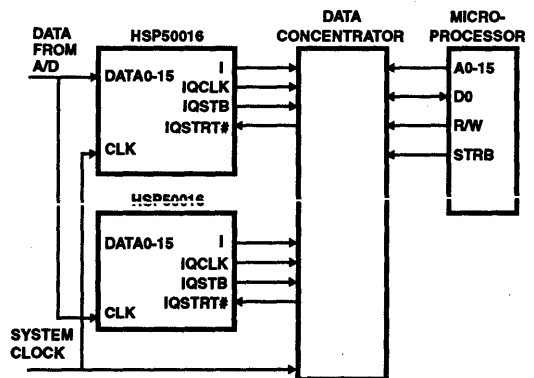 DATA
FROM
A/D
HSP50016
DATA0-15
I
IQCLK
IQSTB
IQSTRT#
CLK
DATA
CONCENTRATOR
MICRO-
PROCESSOR
A0-15
D0
R/W
STRB
HSP50016
DATA0-15
I
IQCLK
IQSTB
IQSTRT#
CLK
SYSTEM
CLOCK